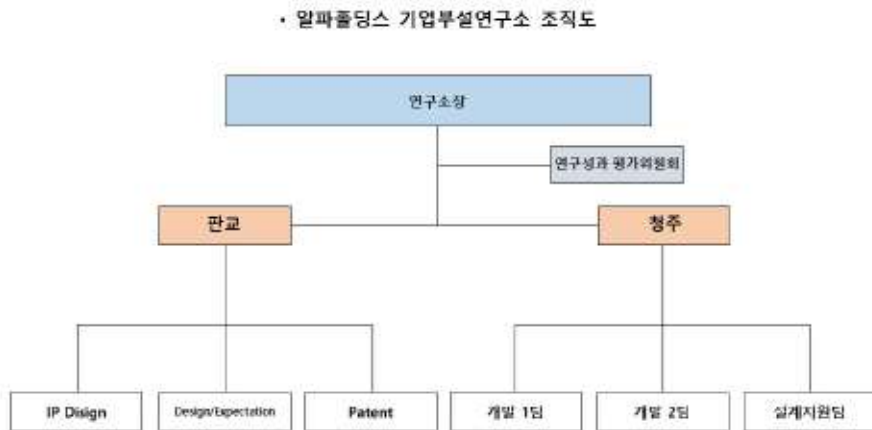 • 알파홀딩스 기업부설연구소 조직도
연구소장
연구성과 평가위원회
판교
청주
IP Disign
Design/Expectation
Patent
개발 1팀
개발 2팀
설계지원팀